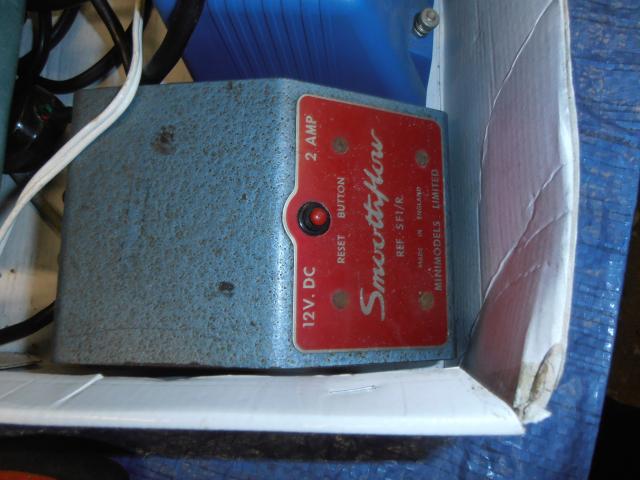 12V. DC 2 AMP
RESET BUTTON
Smoothflow
REF. SF1/R.
MADE IN ENGLAND
MINIMODELS LIMITED